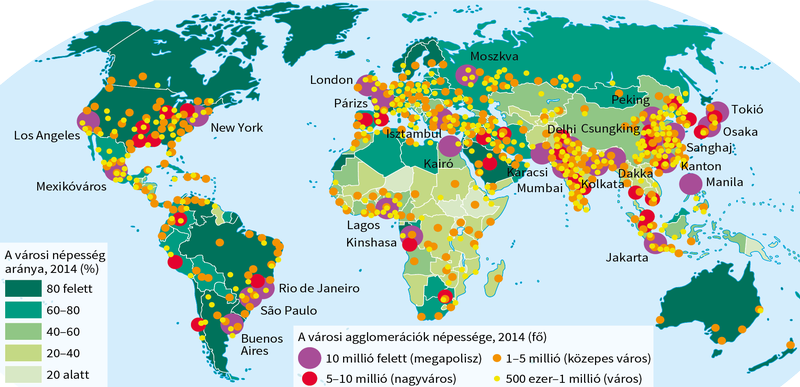 Moszkva
London
Párizs
Isztambul
Peking
Tokió
Los Angeles
New York
Delhi
Csungking
Osaka
Sanghaj
Kairó
Karacsi
Dakka
Kanton
Mexikóváros
Mumbai
Kolkata
Manila
Lagos
Kinshasa
Jakarta
A városi népesség
aránya, 2014 (%)
80 felett
60–80
40–60
20–40
20 alatt
Rio de Janeiro
São Paulo
Buenos
Aires
A városi agglomerációk népessége, 2014 (fő)
10 millió felett (megapolisz)
1–5 millió (közepes város)
5–10 millió (nagyváros)
500 ezer–1 millió (város)